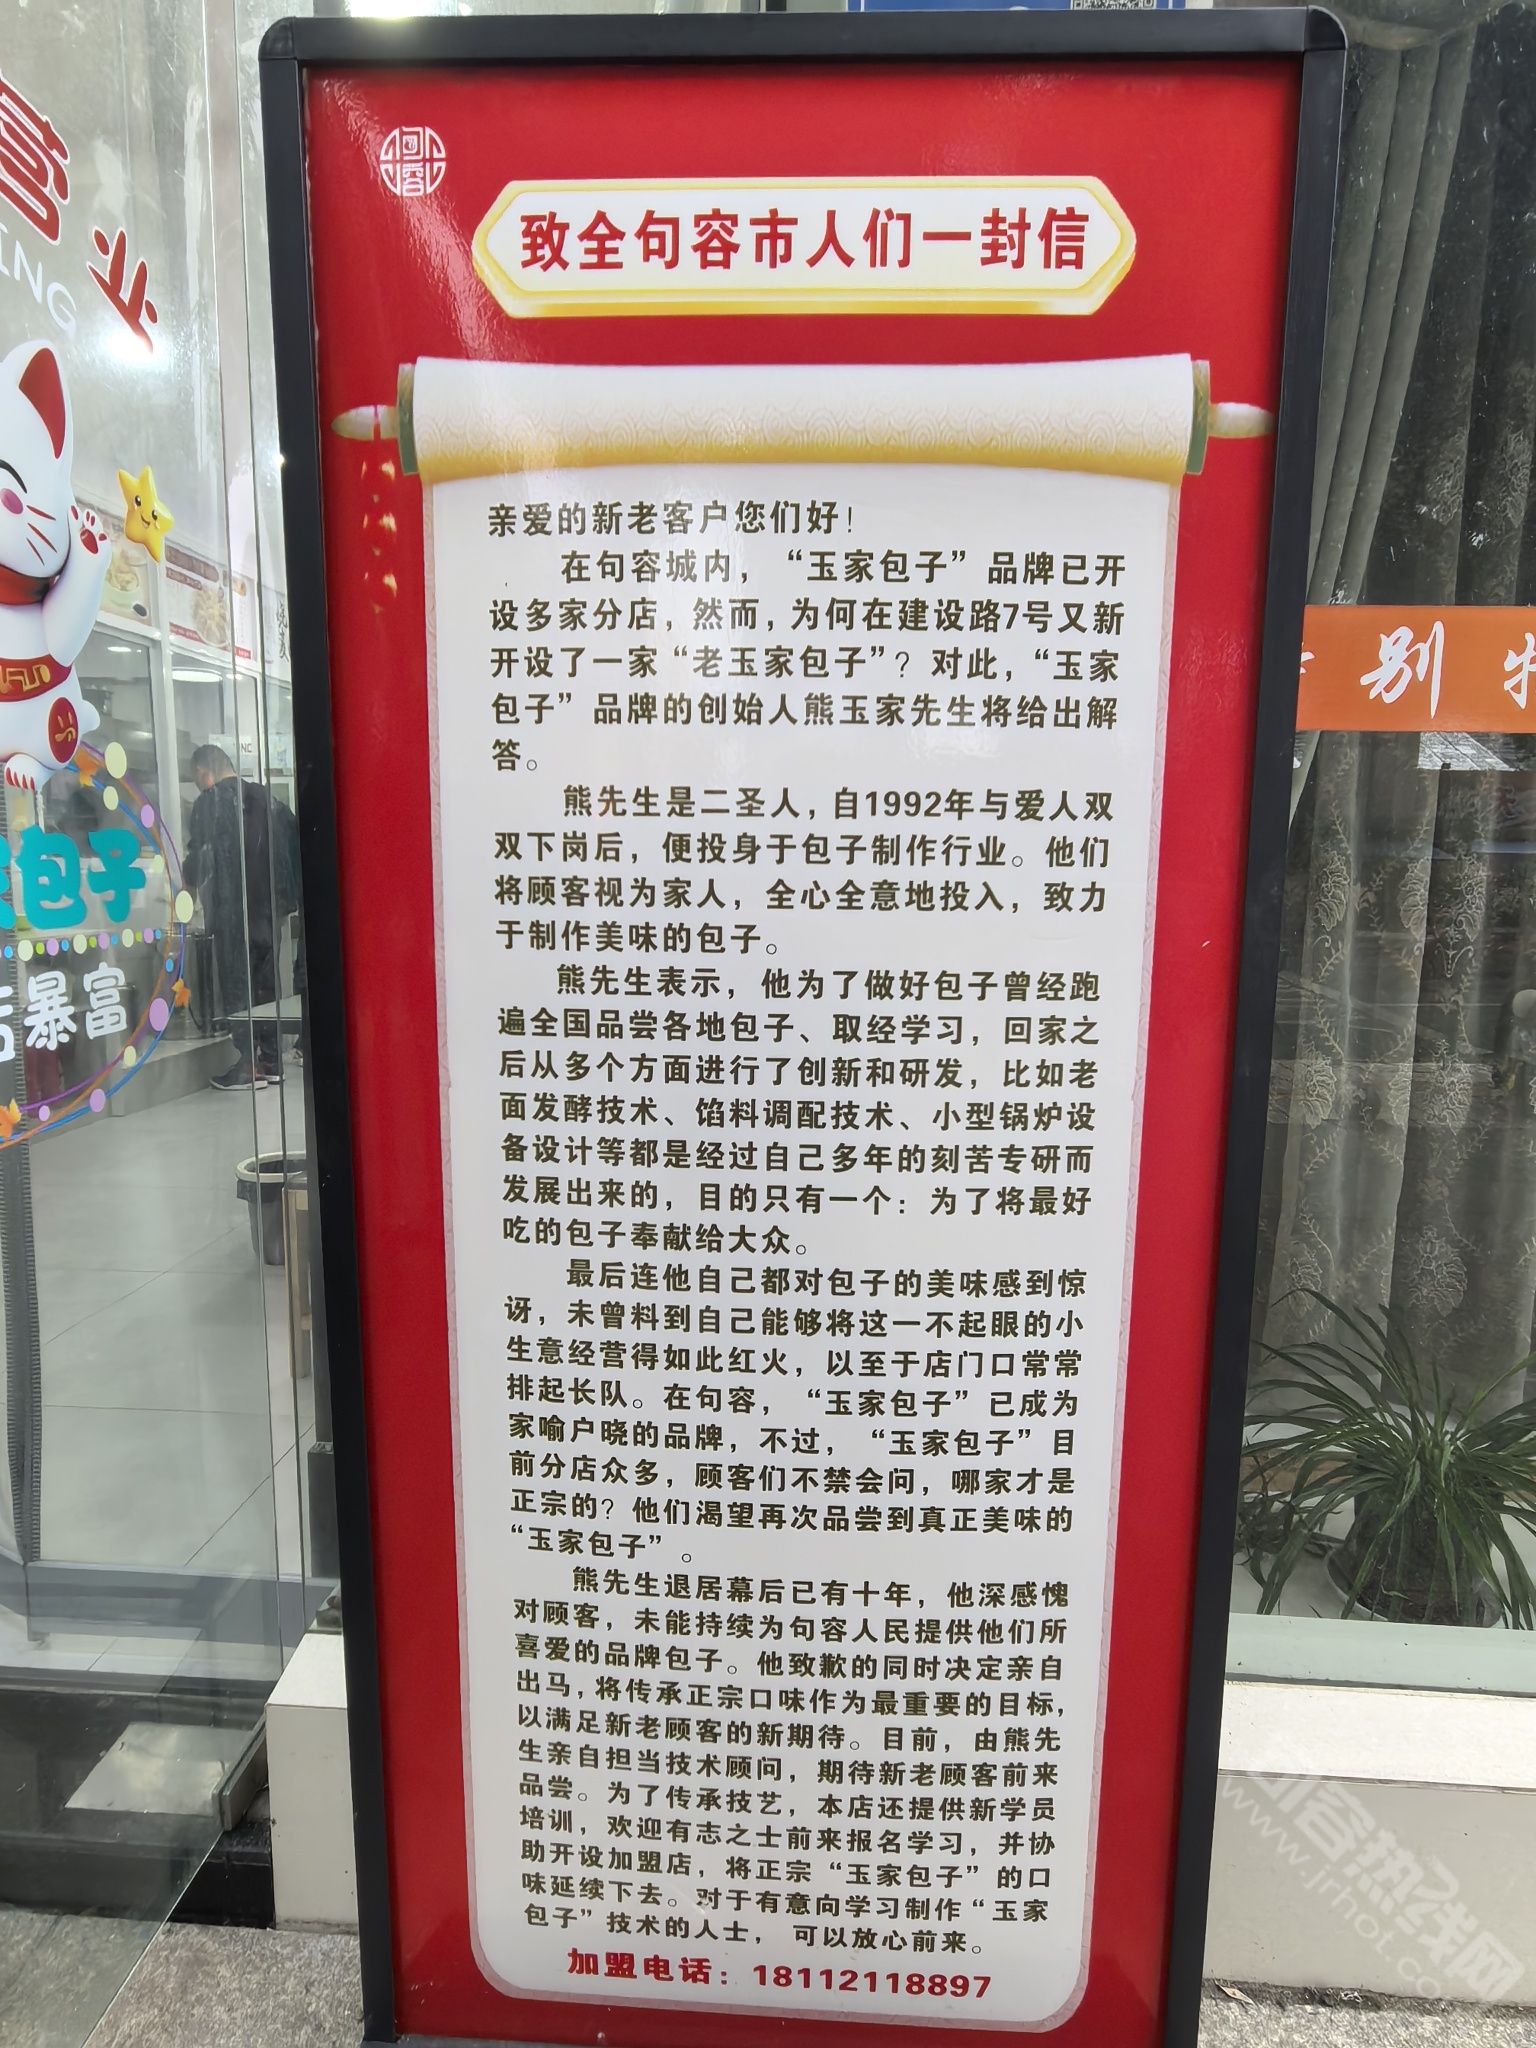 句容
致全句容市人们一封信
亲爱的新老客户您们好！
在句容城内，“玉家包子”品牌已开
设多家分店，然而，为何在建设路7号又新
开设了一家“老玉家包子”？对此，“玉家
包子”品牌的创始人熊玉家先生将给出解
答。
熊先生是二圣人，自1992年与爱人双
双下岗后，便投身于包子制作行业。他们
将顾客视为家人，全心全意地投入，致力
于制作美味的包子。
熊先生表示，他为了做好包子曾经跑
遍全国品尝各地包子、取经学习，回家之
后从多个方面进行了创新和研发，比如老
面发酵技术、馅料调配技术、小型锅炉设
备设计等都是经过自己多年的刻苦专研而
发展出来的，目的只有一个：为了将最好
吃的包子奉献给大众。
最后连他自己都对包子的美味感到惊
讶，未曾料到自己能够将这一不起眼的小
生意经营得如此红火，以至于店门口常常
排起长队。在句容，“玉家包子”已成为
家喻户晓的品牌，不过，“玉家包子”目
前分店众多，顾客们不禁会问，哪家才是
正宗的？他们渴望再次品尝到真正美味的
“玉家包子”。
熊先生退居幕后已有十年，他深感愧
对顾客，未能持续为句容人民提供他们所
喜爱的品牌包子。他致歉的同时决定亲自
出马，将传承正宗口味作为最重要的目标，
以满足新老顾客的新期待。目前，由熊先
生亲自担当技术顾问，期待新老顾客前来
品尝。为了传承技艺，本店还提供新学员
培训，欢迎有志之士前来报名学习，并协
助开设加盟店，将正宗“玉家包子”的口
味延续下去。对于有意向学习制作“玉家
包子”技术的人士，可以放心前来。
加盟电话：18112118897
营业
ING
包子
暴富
别
句容热线网
www.jrhot.co